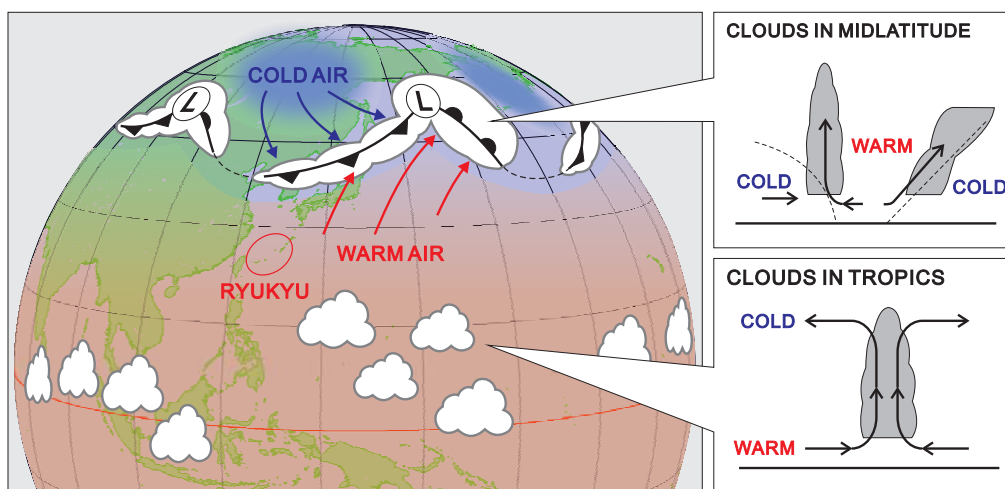 COLD AIR
L
L
WARM AIR
RYUKYU
CLOUDS IN MIDLATITUDE
WARM
COLD
COLD
CLOUDS IN TROPICS
COLD
WARM